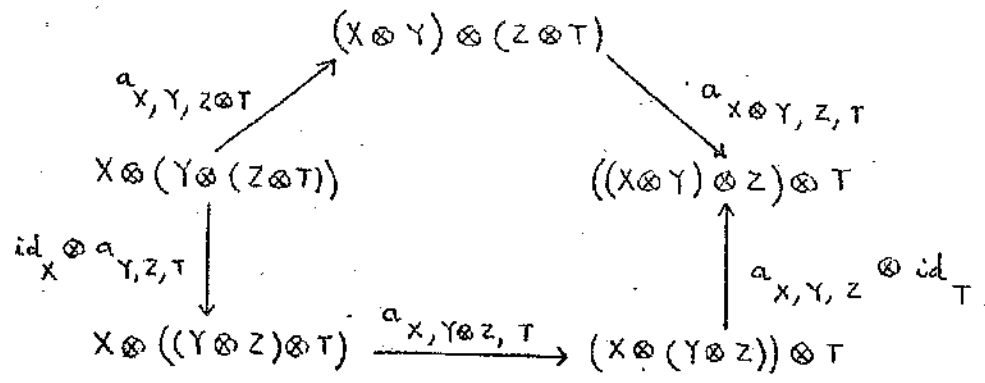 (X ⊗ Y) ⊗ (Z ⊗ T)
a X, Y, Z⊗T
a X⊗Y, Z, T
X ⊗ (Y ⊗ (Z ⊗ T))
((X ⊗ Y) ⊗ Z) ⊗ T
id X ⊗ a Y, Z, T
a X, Y, Z ⊗ id T
a X, Y⊗Z, T
X ⊗ ((Y ⊗ Z) ⊗ T)
(X ⊗ (Y ⊗ Z)) ⊗ T